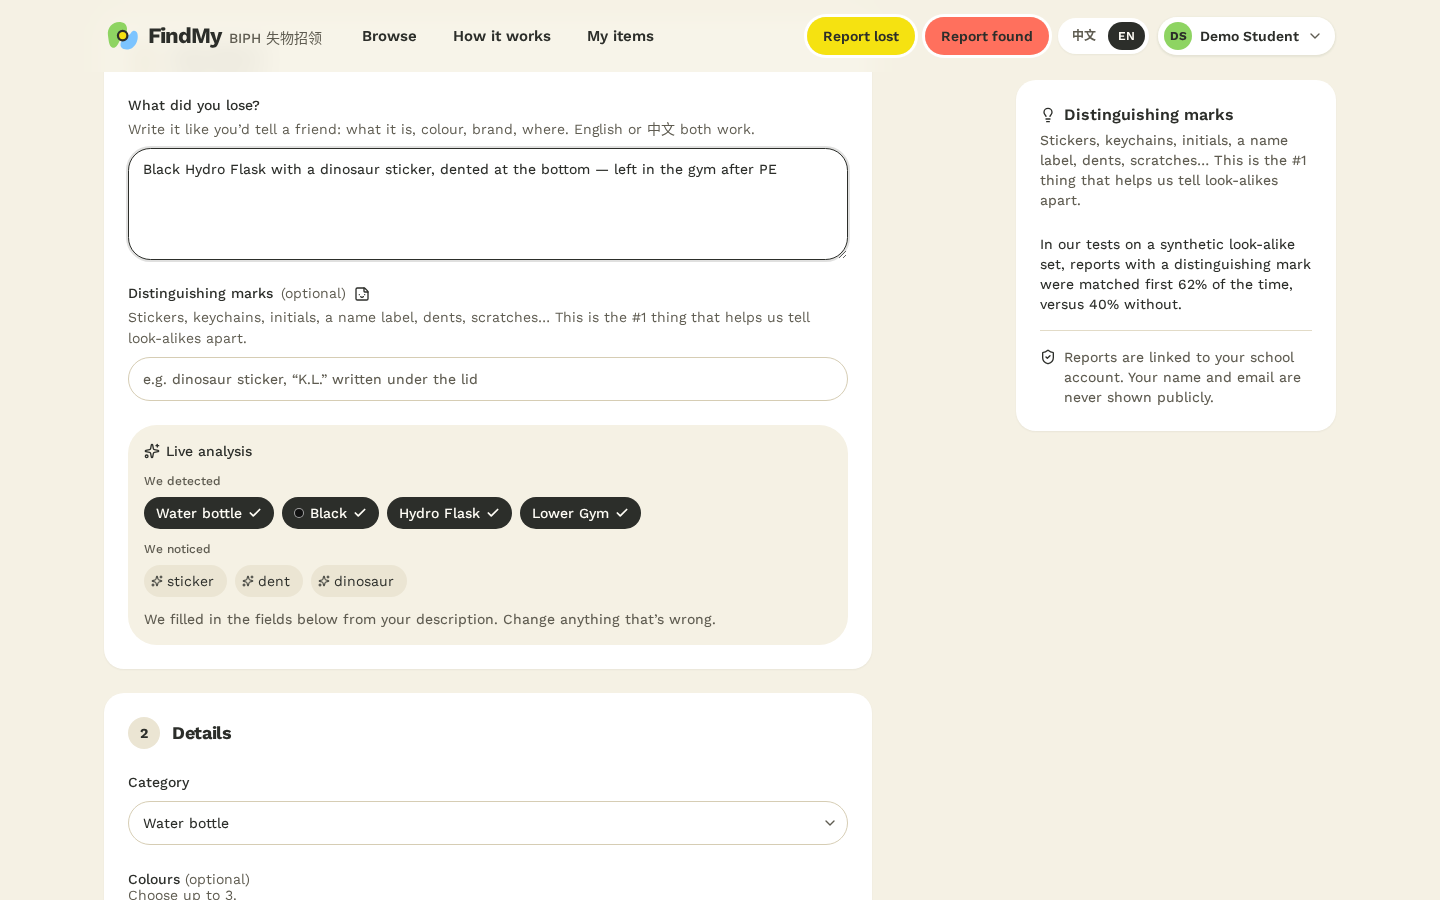 FindMy BIPH 失物招领
Browse
How it works
My items
Report lost
Report found
中文
EN
DS
Demo Student
What did you lose?
Write it like you’d tell a friend: what it is, colour, brand, where. English or 中文 both work.
Black Hydro Flask with a dinosaur sticker, dented at the bottom — left in the gym after PE
Distinguishing marks (optional)
Stickers, keychains, initials, a name label, dents, scratches… This is the #1 thing that helps us tell
look-alikes apart.
e.g. dinosaur sticker, “K.L.” written under the lid
Live analysis
We detected
Water bottle
Black
Hydro Flask
Lower Gym
We noticed
sticker
dent
dinosaur
We filled in the fields below from your description. Change anything that’s wrong.
2
Details
Category
Water bottle
Colours (optional)
Choose up to 3.
Distinguishing marks
Stickers, keychains, initials, a name
label, dents, scratches… This is the #1
thing that helps us tell look-alikes
apart.
In our tests on a synthetic look-alike
set, reports with a distinguishing mark
were matched first 62% of the time,
versus 40% without.
Reports are linked to your school
account. Your name and email are
never shown publicly.